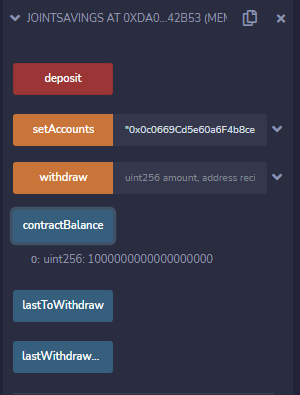 JOINTSAVINGS AT 0XDA0...42B53 (MEM
deposit
setAccounts "0x0c0669Cd5e60a6F4b8ce
withdraw uint256 amount, address reci
contractBalance
0: uint256: 1000000000000000000
lastToWithdraw
lastWithdraw...